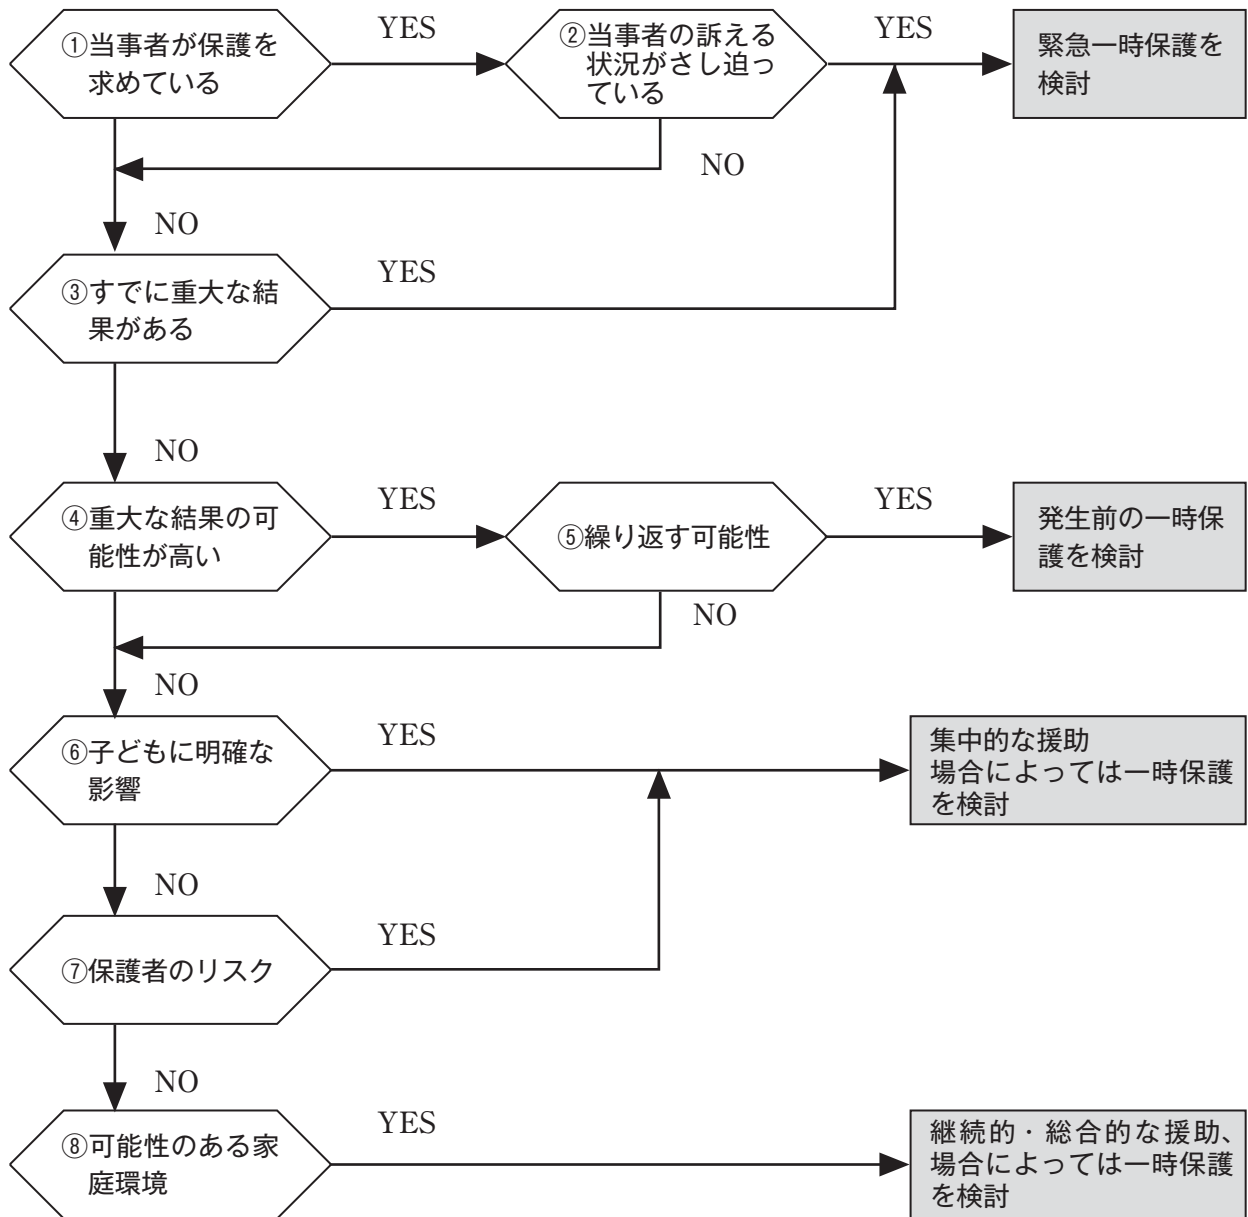 ①当事者が保護を
求めている
YES
②当事者の訴える
状況がさし迫っ
ている
YES
緊急一時保護を
検討
NO
NO
③すでに重大な結
果がある
YES
NO
④重大な結果の可
能性が高い
YES
⑤繰り返す可能性
YES
発生前の一時保
護を検討
NO
NO
⑥子どもに明確な
影響
YES
集中的な援助
場合によっては一時保護
を検討
NO
⑦保護者のリスク
YES
NO
⑧可能性のある家
庭環境
YES
継続的・総合的な援助、
場合によっては一時保護
を検討